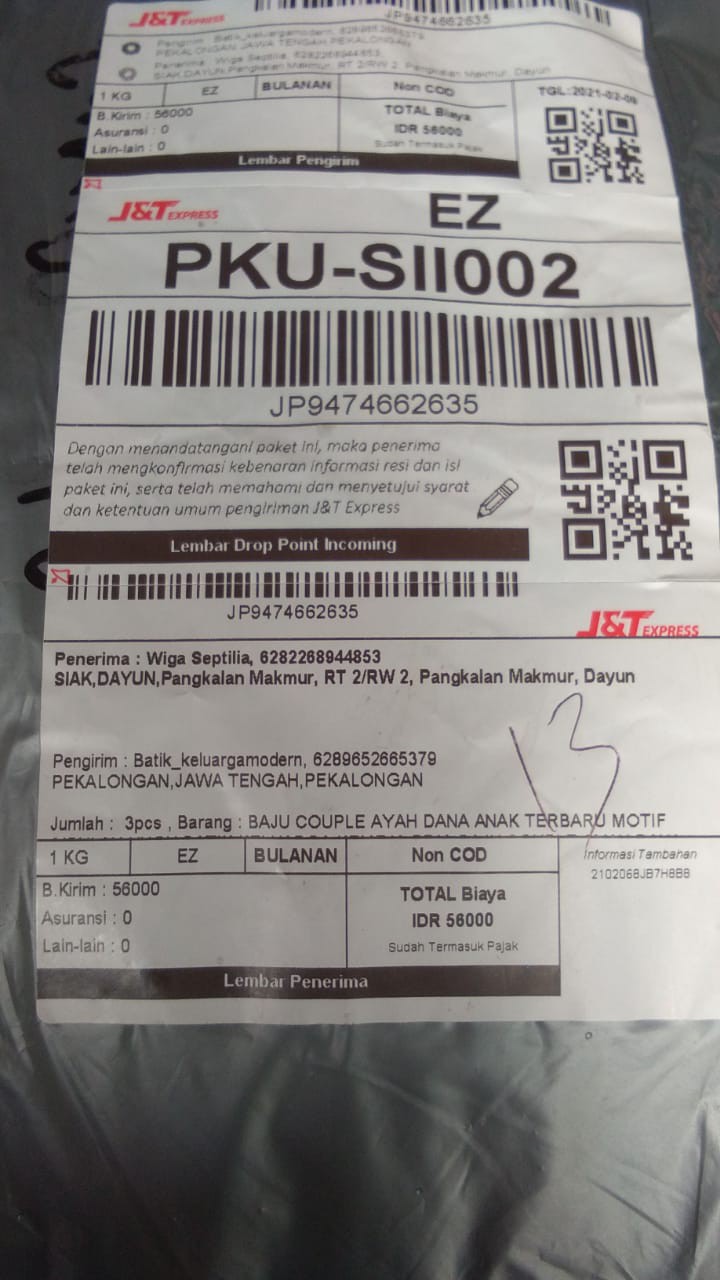 JP9474662635
J&T EXPRESS
Pengirim : Batik_keluargamodern, 6289652665379
PEKALONGAN,JAWA TENGAH,PEKALONGAN
Penerima : Wiga Septilia, 6282268944853,
SIAK,DAYUN,Pangkalan Makmur, RT 2/RW 2, Pangkalan Makmur, Dayun
1 KG EZ BULANAN Non COD TGL:2021-02-
B.Kirim : 56000
Asuransi : 0
Lain-lain : 0
TOTAL Biaya
IDR 56000
Sudah Termasuk Pajak
Lembar Pengirim
J&T EXPRESS EZ
PKU-SII002
JP9474662635
Dengan menandatangani paket ini, maka penerima
telah mengkonfirmasi kebenaran informasi resi dan isi
paket ini, serta telah memahami dan menyetujui syarat
dan ketentuan umum pengiriman J&T Express
Lembar Drop Point Incoming
JP9474662635
J&T EXPRESS
Penerima : Wiga Septilia, 6282268944853
SIAK,DAYUN,Pangkalan Makmur, RT 2/RW 2, Pangkalan Makmur, Dayun
13
Pengirim : Batik_keluargamodern, 6289652665379
PEKALONGAN,JAWA TENGAH,PEKALONGAN
Jumlah : 3pcs , Barang : BAJU COUPLE AYAH DANA ANAK TERBARU MOTIF
1 KG EZ BULANAN Non COD
Informasi Tambahan
2102068JB7H8B8
B.Kirim : 56000
Asuransi : 0
Lain-lain : 0
TOTAL Biaya
IDR 56000
Sudah Termasuk Pajak
Lembar Penerima